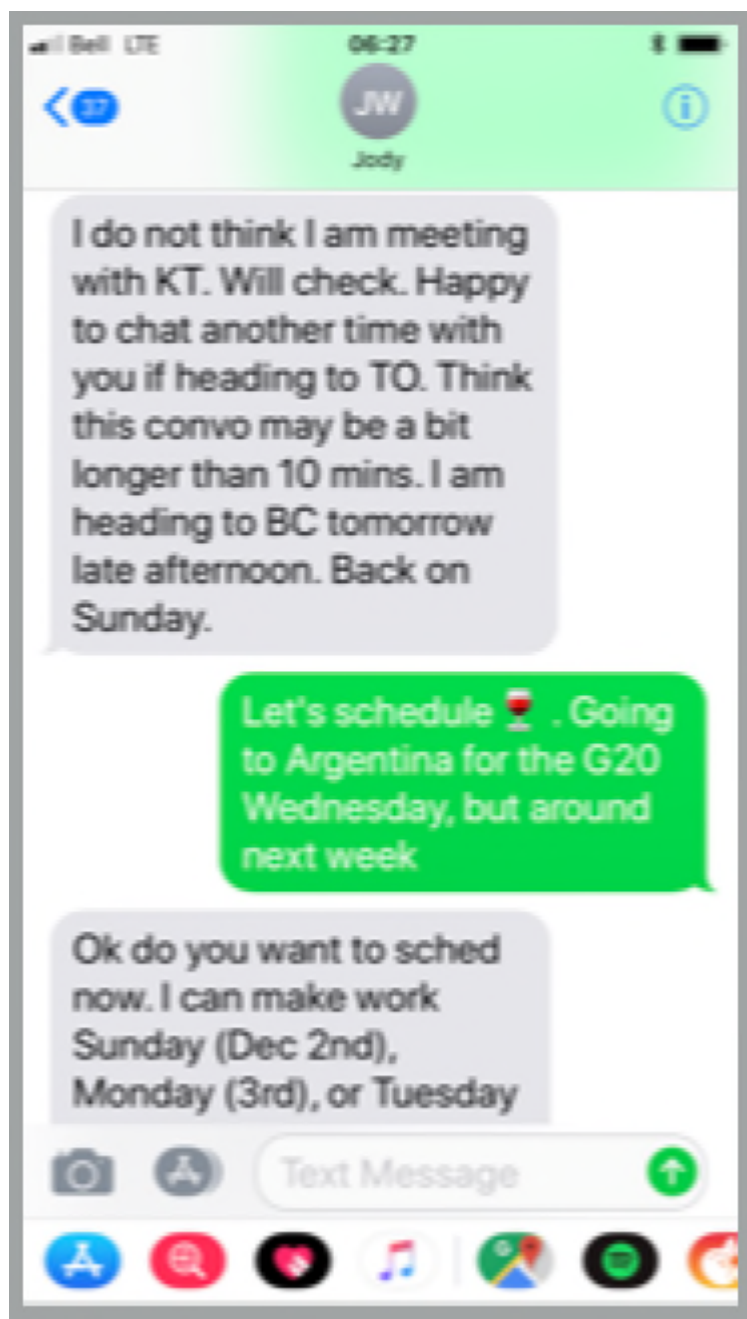 Bell LTE 06:27
37
JW
Jody
I do not think I am meeting
with KT. Will check. Happy
to chat another time with
you if heading to TO. Think
this convo may be a bit
longer than 10 mins. I am
heading to BC tomorrow
late afternoon. Back on
Sunday.
Let's schedule 🍷 . Going
to Argentina for the G20
Wednesday, but around
next week
Ok do you want to sched
now. I can make work
Sunday (Dec 2nd),
Monday (3rd), or Tuesday
Text Message